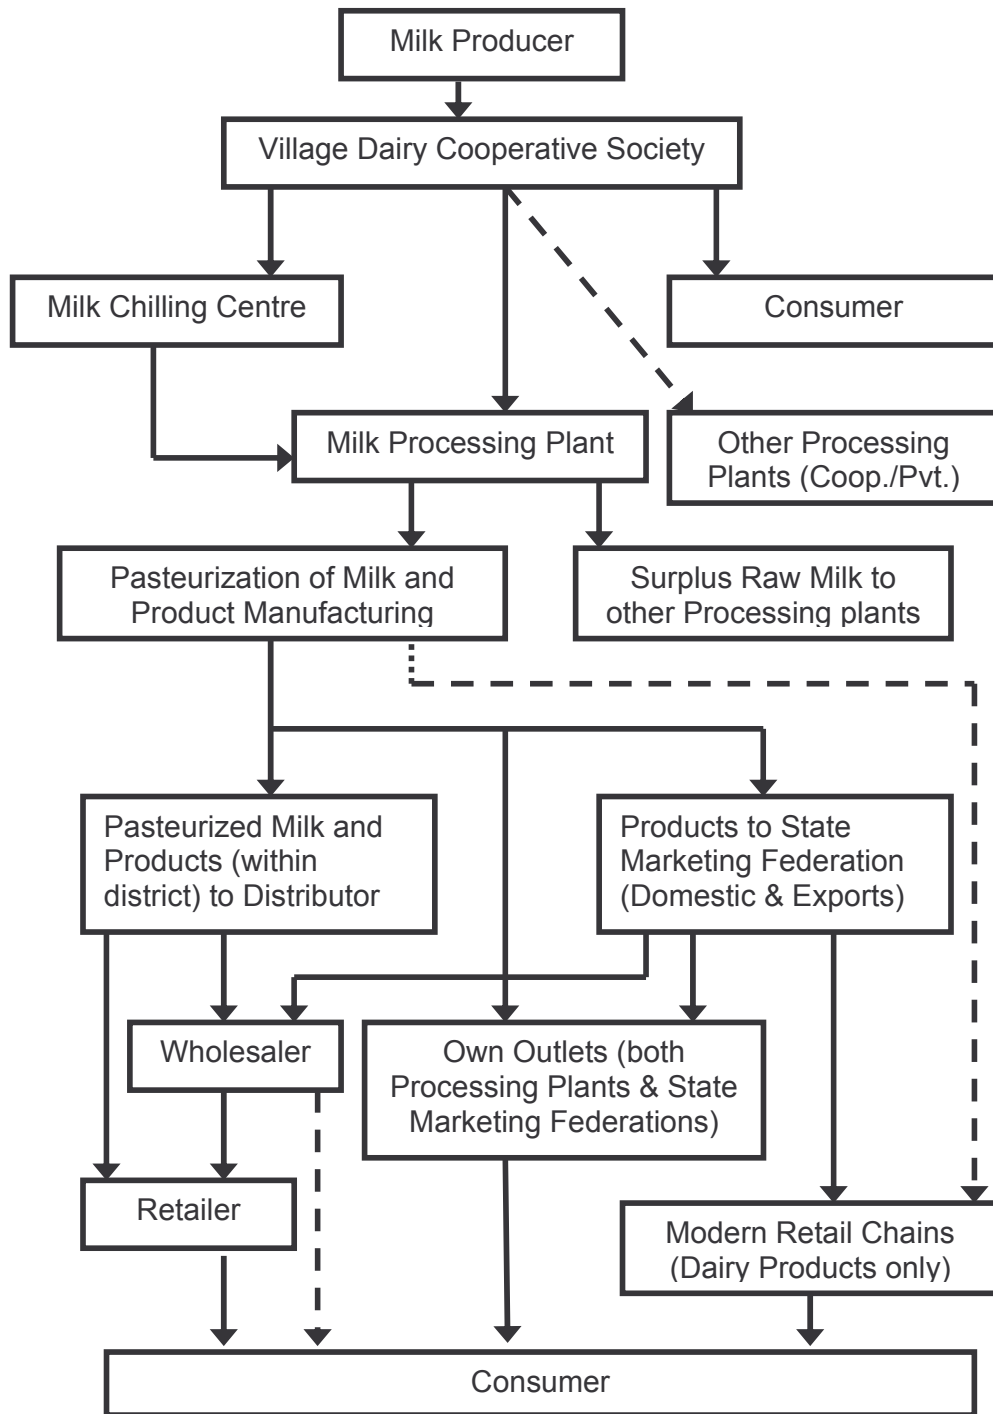 Milk Producer
Village Dairy Cooperative Society
Milk Chilling Centre
Consumer
Milk Processing Plant
Other Processing
Plants (Coop./Pvt.)
Pasteurization of Milk and
Product Manufacturing
Surplus Raw Milk to
other Processing plants
Pasteurized Milk and
Products (within
district) to Distributor
Products to State
Marketing Federation
(Domestic & Exports)
Wholesaler
Own Outlets (both
Processing Plants & State
Marketing Federations)
Retailer
Modern Retail Chains
(Dairy Products only)
Consumer